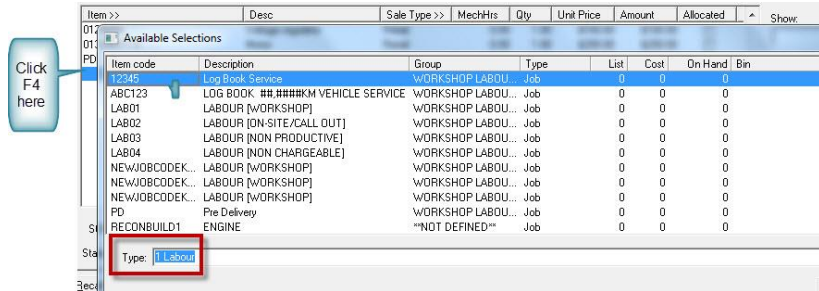 Item >> Desc Sale Type >> MechHrs Qty Unit Price Amount Allocated Show:
012
Available Selections
013
PD
Click
F4
here
Item code Description Group Type List Cost On Hand Bin
12345 Log Book Service WORKSHOP LABOU... Job 0 0 0
ABC123 LOG BOOK ##,####KM VEHICLE SERVICE WORKSHOP LABOU... Job 0 0 0
LAB01 LABOUR [WORKSHOP] WORKSHOP LABOU... Job 0 0 0
LAB02 LABOUR [ON-SITE/CALL OUT] WORKSHOP LABOU... Job 0 0 0
LAB03 LABOUR [NON PRODUCTIVE] WORKSHOP LABOU... Job 0 0 0
LAB04 LABOUR [NON CHARGEABLE] WORKSHOP LABOU... Job 0 0 0
NEWJOBCODEK... LABOUR [WORKSHOP] WORKSHOP LABOU... Job 0 0 0
NEWJOBCODEK... LABOUR [WORKSHOP] WORKSHOP LABOU... Job 0 0 0
NEWJOBCODEK... LABOUR [WORKSHOP] WORKSHOP LABOU... Job 0 0 0
PD Pre Delivery WORKSHOP LABOU... Job 0 0 0
RECONBUILD1 ENGINE **NOT DEFINED** Job 0 0 0
Sta
Type: 1 Labour
Reca